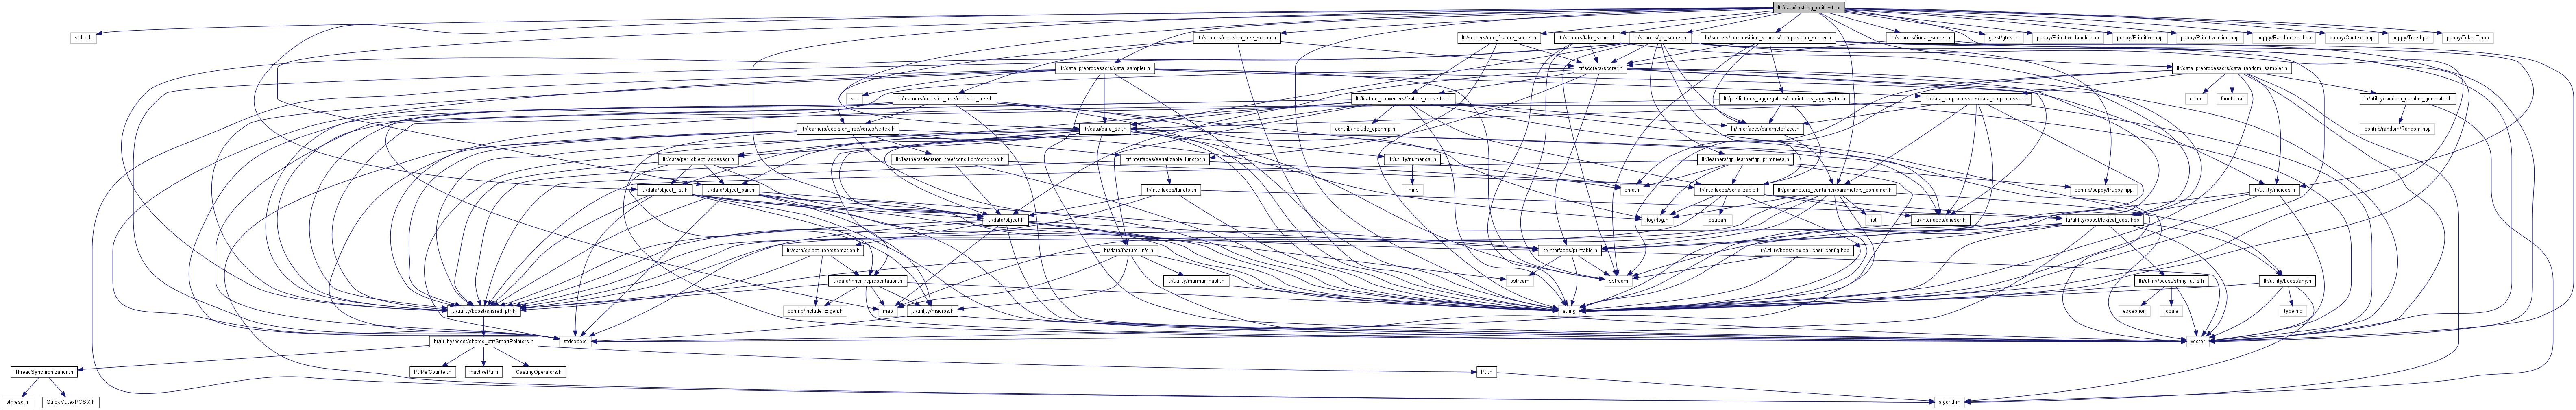 ltr/data/tostring_unittest.cc
stdlib.h
ltr/scorers/decision_tree_scorer.h
ltr/scorers/one_feature_scorer.h
ltr/scorers/fake_scorer.h
ltr/scorers/gp_scorer.h
ltr/scorers/composition_scorers/composition_scorer.h
ltr/scorers/linear_scorer.h
gtest/gtest.h
puppy/PrimitiveHandle.hpp
puppy/Primitive.hpp
puppy/PrimitiveInline.hpp
puppy/Randomizer.hpp
puppy/Context.hpp
puppy/Tree.hpp
puppy/TokenT.hpp
ltr/data_preprocessors/data_sampler.h
ltr/scorers/scorer.h
ltr/data_preprocessors/data_random_sampler.h
set
ltr/learners/decision_tree/decision_tree.h
ltr/feature_converters/feature_converter.h
ltr/predictions_aggregators/predictions_aggregator.h
ltr/data_preprocessors/data_preprocessor.h
ctime
functional
ltr/utility/random_number_generator.h
ltr/learners/decision_tree/vertex/vertex.h
ltr/data/data_set.h
contrib/include_openmp.h
ltr/interfaces/parameterized.h
contrib/random/Random.hpp
ltr/data/per_object_accessor.h
ltr/learners/decision_tree/condition/condition.h
ltr/interfaces/serializable_functor.h
ltr/utility/numerical.h
ltr/learners/gp_learner/gp_primitives.h
ltr/data/object_list.h
ltr/data/object_pair.h
ltr/interfaces/functor.h
limits
cmath
ltr/interfaces/serializable.h
ltr/parameters_container/parameters_container.h
contrib/puppy/Puppy.hpp
ltr/utility/indices.h
ltr/data/object.h
rlog/rlog.h
iostream
list
ltr/interfaces/aliaser.h
ltr/utility/boost/lexical_cast.hpp
ltr/data/object_representation.h
ltr/data/feature_info.h
ltr/interfaces/printable.h
ltr/utility/boost/lexical_cast_config.hpp
ltr/data/inner_representation.h
ltr/utility/murmur_hash.h
ostream
sstream
ltr/utility/boost/string_utils.h
ltr/utility/boost/any.h
ltr/utility/boost/shared_ptr.h
contrib/include_Eigen.h
map
ltr/utility/macros.h
string
exception
locale
typeinfo
ltr/utility/boost/shared_ptr/SmartPointers.h
stdexcept
vector
ThreadSynchronization.h
PtrRefCounter.h
InactivePtr.h
CastingOperators.h
Ptr.h
pthread.h
QuickMutexPOSIX.h
algorithm